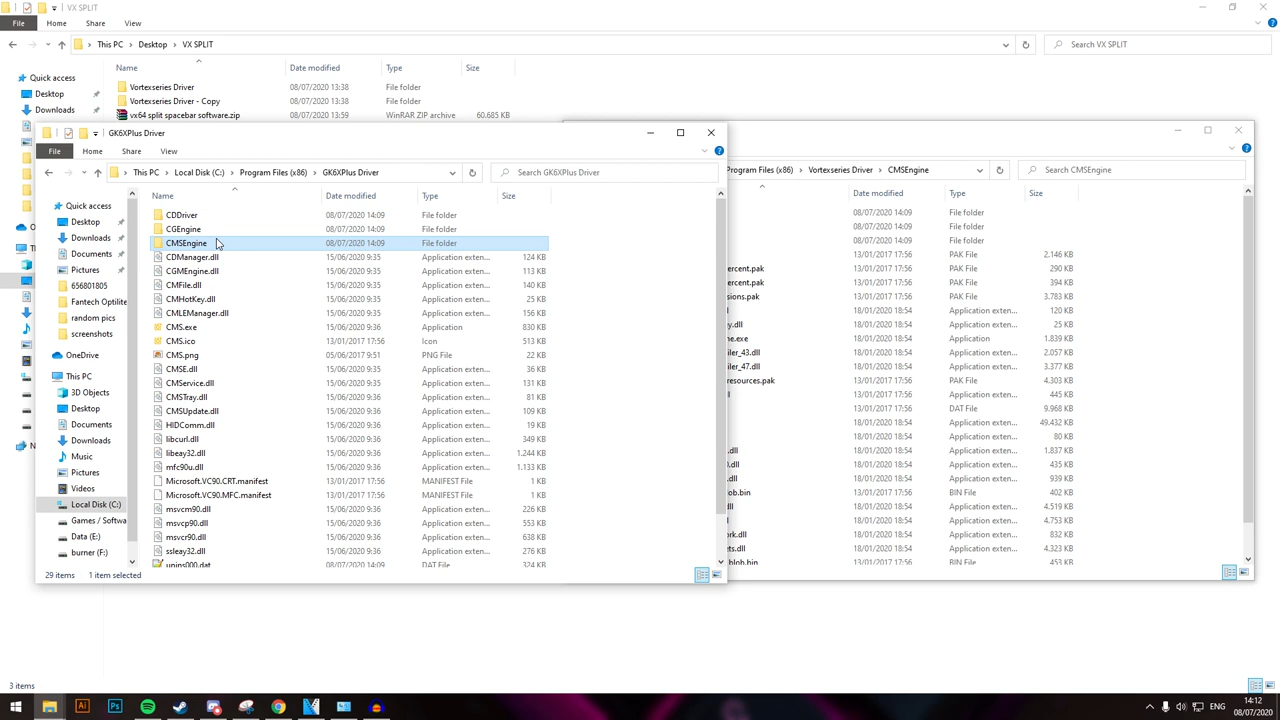 VX SPLIT
File Home Share View
This PC Desktop VX SPLIT Search VX SPLIT
Name Date modified Type Size
Quick access
Desktop
Downloads
Vortexseries Driver 08/07/2020 13:38 File folder
Vortexseries Driver - Copy 08/07/2020 13:38 File folder
vx64 split spacebar software.zip 08/07/2020 13:59 WinRAR ZIP archive 60.685 KB
GK6XPlus Driver
File Home Share View
This PC Local Disk (C:) Program Files (x86) GK6XPlus Driver Search GK6XPlus Driver
Name Date modified Type Size
Quick access
Desktop
Downloads
Documents
Pictures
656801805
Fantech Optilite
random pics
screenshots
OneDrive
This PC
3D Objects
Desktop
Documents
Downloads
Music
Pictures
Videos
Local Disk (C:)
Games / Softwa
Data (E:)
burner (F:)
CDDriver 08/07/2020 14:09 File folder
CGEngine 08/07/2020 14:09 File folder
CMSEngine 08/07/2020 14:09 File folder
CDManager.dll 15/06/2020 9:35 Application exten... 124 KB
CGMEngine.dll 15/06/2020 9:35 Application exten... 113 KB
CMFile.dll 15/06/2020 9:35 Application exten... 140 KB
CMHotKey.dll 15/06/2020 9:35 Application exten... 25 KB
CMLEManager.dll 15/06/2020 9:35 Application exten... 156 KB
CMS.exe 15/06/2020 9:36 Application 830 KB
CMS.ico 13/01/2017 17:56 Icon 513 KB
CMS.png 05/06/2017 9:51 PNG File 22 KB
CMSE.dll 15/06/2020 9:35 Application exten... 36 KB
CMService.dll 15/06/2020 9:35 Application exten... 131 KB
CMSTray.dll 15/06/2020 9:36 Application exten... 81 KB
CMSUpdate.dll 15/06/2020 9:36 Application exten... 109 KB
HIDComm.dll 15/06/2020 9:36 Application exten... 19 KB
libcurl.dll 15/06/2020 9:36 Application exten... 349 KB
libeay32.dll 15/06/2020 9:36 Application exten... 1.244 KB
mfc90u.dll 15/06/2020 9:36 Application exten... 1.133 KB
Microsoft.VC90.CRT.manifest 13/01/2017 17:56 MANIFEST File 1 KB
Microsoft.VC90.MFC.manifest 13/01/2017 17:56 MANIFEST File 1 KB
msvcm90.dll 15/06/2020 9:36 Application exten... 226 KB
msvcp90.dll 15/06/2020 9:36 Application exten... 553 KB
msvcr90.dll 15/06/2020 9:36 Application exten... 638 KB
ssleay32.dll 15/06/2020 9:36 Application exten... 276 KB
unins000.dat 08/07/2020 14:09 DAT File 324 KB
29 items 1 item selected
Program Files (x86) Vortexseries Driver CMSEngine Search CMSEngine
Date modified Type Size
08/07/2020 14:09 File folder
08/07/2020 14:09 File folder
08/07/2020 14:09 File folder
13/01/2017 17:56 PAK File 2.146 KB
ercent.pak 13/01/2017 17:56 PAK File 290 KB
ercent.pak 13/01/2017 17:56 PAK File 394 KB
sions.pak 13/01/2017 17:56 PAK File 3,783 KB
l 18/01/2020 18:54 Application exten... 120 KB
y.dll 18/01/2020 18:54 Application exten... 25 KB
ne.exe 18/01/2020 18:54 Application 1.839 KB
iler_43.dll 18/01/2020 18:54 Application exten... 2.057 KB
iler_47.dll 18/01/2020 18:54 Application exten... 3.377 KB
resources.pak 13/01/2017 17:56 PAK File 4.303 KB
ll 18/01/2020 18:54 Application exten... 445 KB
13/01/2017 17:56 DAT File 9.968 KB
18/01/2020 18:54 Application exten... 49.432 KB
18/01/2020 18:54 Application exten... 80 KB
.dll 18/01/2020 18:54 Application exten... 1.837 KB
0.dll 18/01/2020 18:54 Application exten... 435 KB
.dll 18/01/2020 18:54 Application exten... 939 KB
ob.bin 13/01/2017 17:56 BIN File 402 KB
18/01/2020 18:54 Application exten... 4.519 KB
ll 18/01/2020 18:54 Application exten... 4.753 KB
rk.dll 18/01/2020 18:54 Application exten... 832 KB
ets.dll 18/01/2020 18:54 Application exten... 4.323 KB
blob.bin 13/01/2017 17:56 BIN File 453 KB
3 items
ENG
14:12
08/07/2020